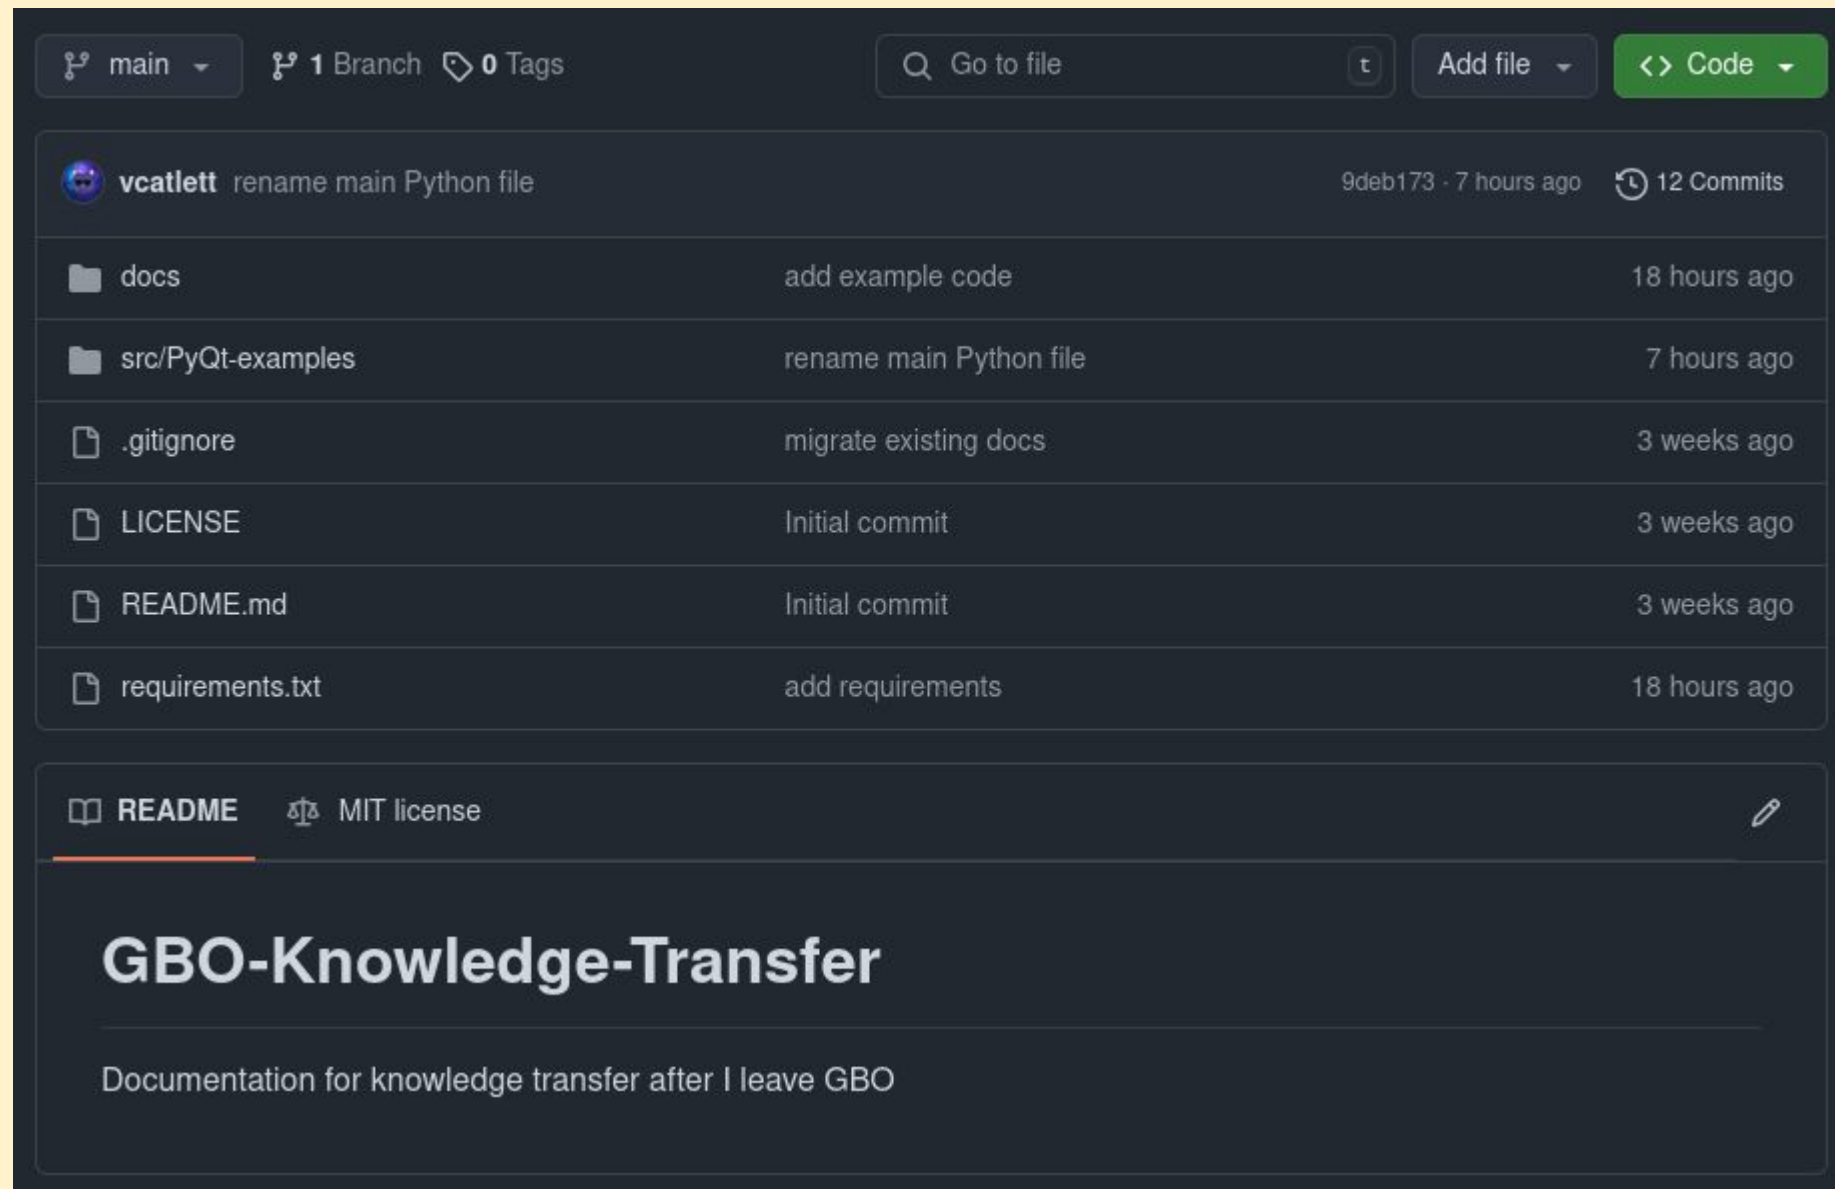 main 1 Branch 0 Tags Go to file t Add file Code
vcatlett rename main Python file 9deb173 · 7 hours ago 12 Commits
docs add example code 18 hours ago
src/PyQt-examples rename main Python file 7 hours ago
.gitignore migrate existing docs 3 weeks ago
LICENSE Initial commit 3 weeks ago
README.md Initial commit 3 weeks ago
requirements.txt add requirements 18 hours ago
README MIT license
GBO-Knowledge-Transfer
Documentation for knowledge transfer after I leave GBO